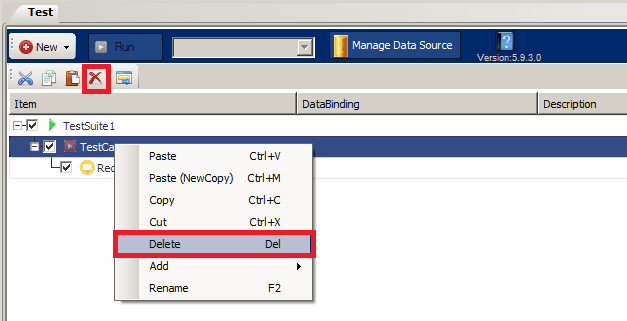 Test
New Run Manage Data Source Version:5.9.3.0
Item DataBinding Description
TestSuite1
TestCa
Rec
Paste Ctrl+V
Paste (NewCopy) Ctrl+M
Copy Ctrl+C
Cut Ctrl+X
Delete Del
Add
Rename F2